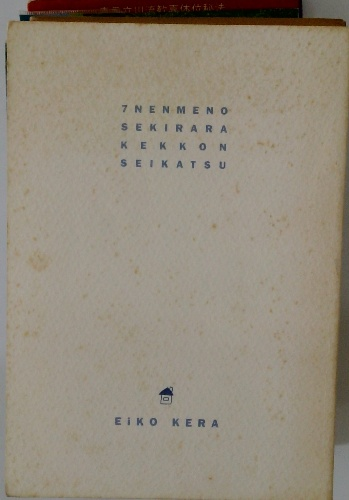 7NENMENO
SEKIRARA
KEKKON
SEIKATSU
EiKO KERA